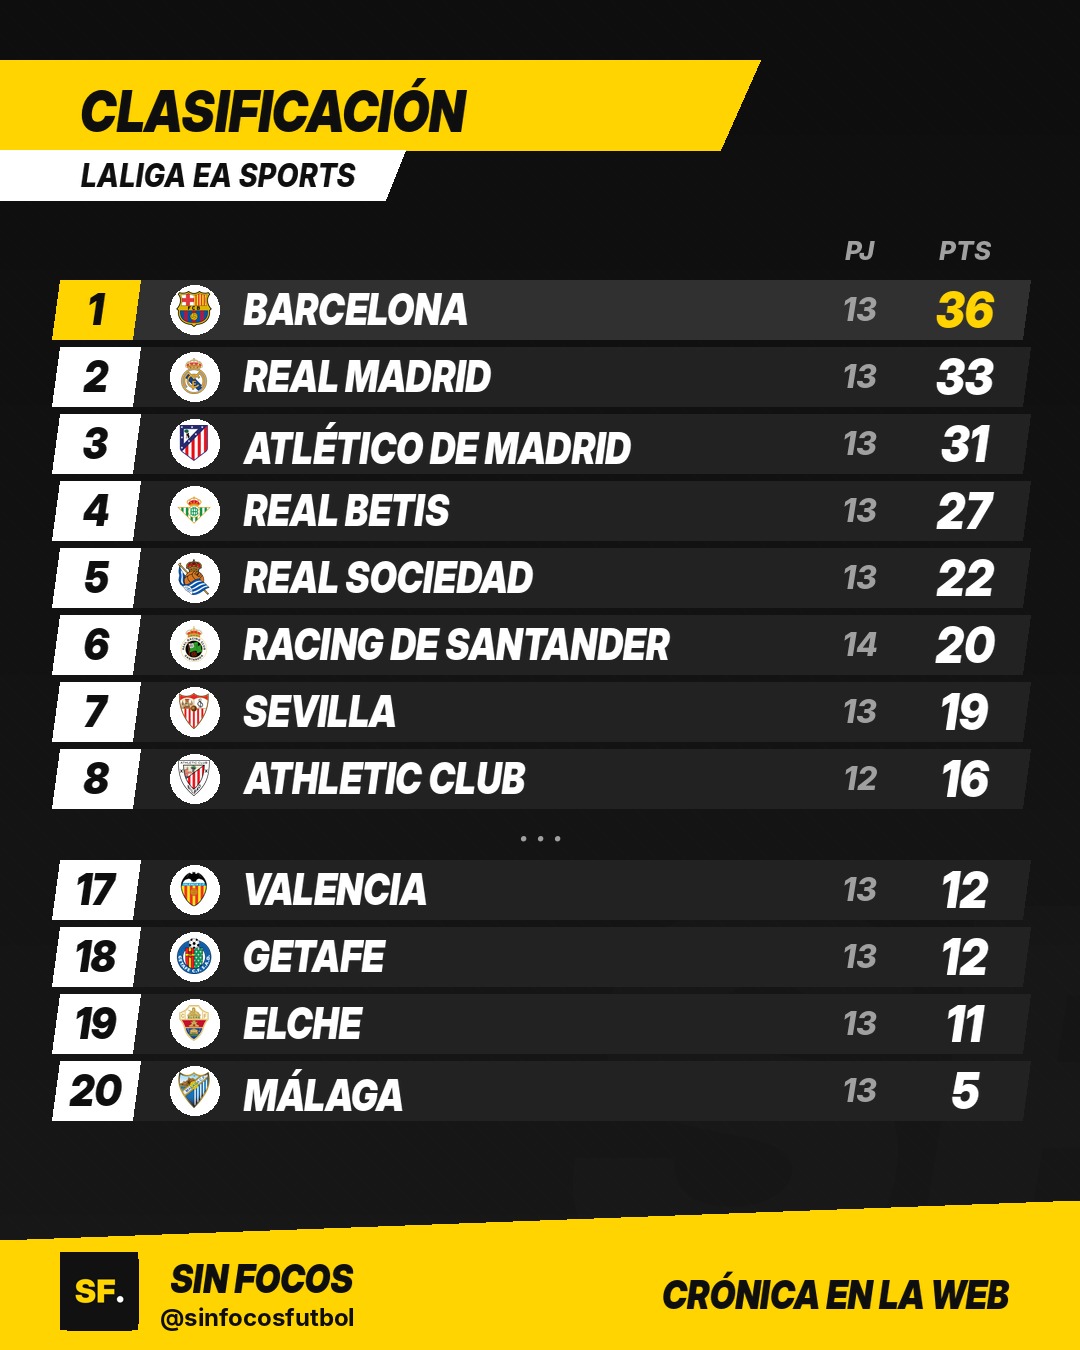 CLASIFICACIÓN
LALIGA EA SPORTS
PJ PTS
1 BARCELONA 13 36
2 REAL MADRID 13 33
3 ATLÉTICO DE MADRID 13 31
4 REAL BETIS 13 27
5 REAL SOCIEDAD 13 22
6 RACING DE SANTANDER 14 20
7 SEVILLA 13 19
8 ATHLETIC CLUB 12 16
...
17 VALENCIA 13 12
18 GETAFE 13 12
19 ELCHE 13 11
20 MÁLAGA 13 5
SF. SIN FOCOS
@sinfocosfutbol
CRÓNICA EN LA WEB